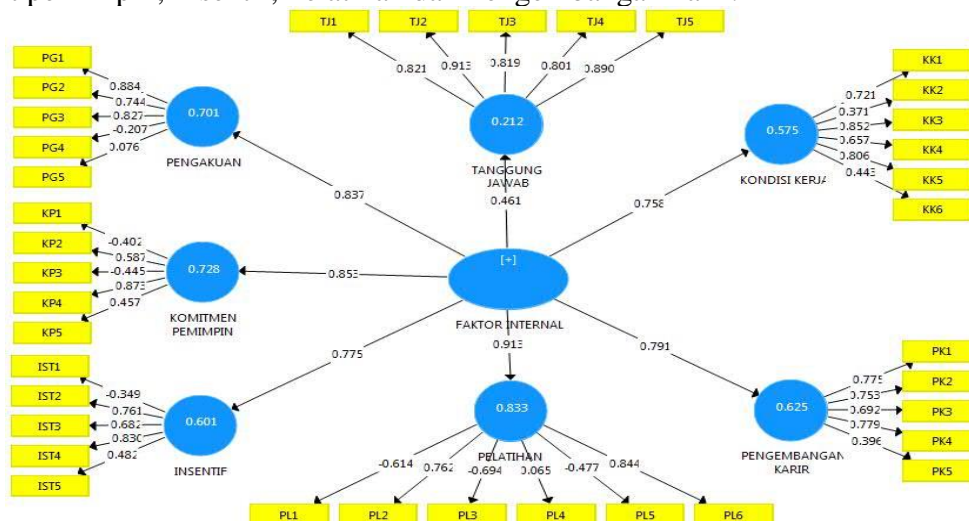 TJ1 TJ2 TJ3 TJ4 TJ5
0.821 0.913 0.819 0.801 0.890
0.212
TANGGUNG
JAWAB
0.461
PG1
PG2
PG3
PG4
PG5
0.884
0.744
0.827
-0.207
0.076
0.701
PENGAKUAN
0.837
KK1
KK2
KK3
KK4
KK5
KK6
0.721
0.371
0.852
0.657
0.806
0.443
0.575
KONDISI KERJA
0.758
KP1
KP2
KP3
KP4
KP5
-0.402
0.587
-0.445
0.873
0.457
0.728
KOMITMEN
PEMIMPIN
0.853
[+]
FAKTOR INTERNAL
IST1
IST2
IST3
IST4
IST5
-0.349
0.761
0.682
0.830
0.482
0.601
INSENTIF
0.775
0.913
0.833
PELATIHAN
-0.614 0.762 -0.694 0.065 -0.477 0.844
PL1 PL2 PL3 PL4 PL5 PL6
0.791
0.625
PENGEMBANGAN
KARIR
0.775
0.753
0.692
0.779
0.396
PK1
PK2
PK3
PK4
PK5